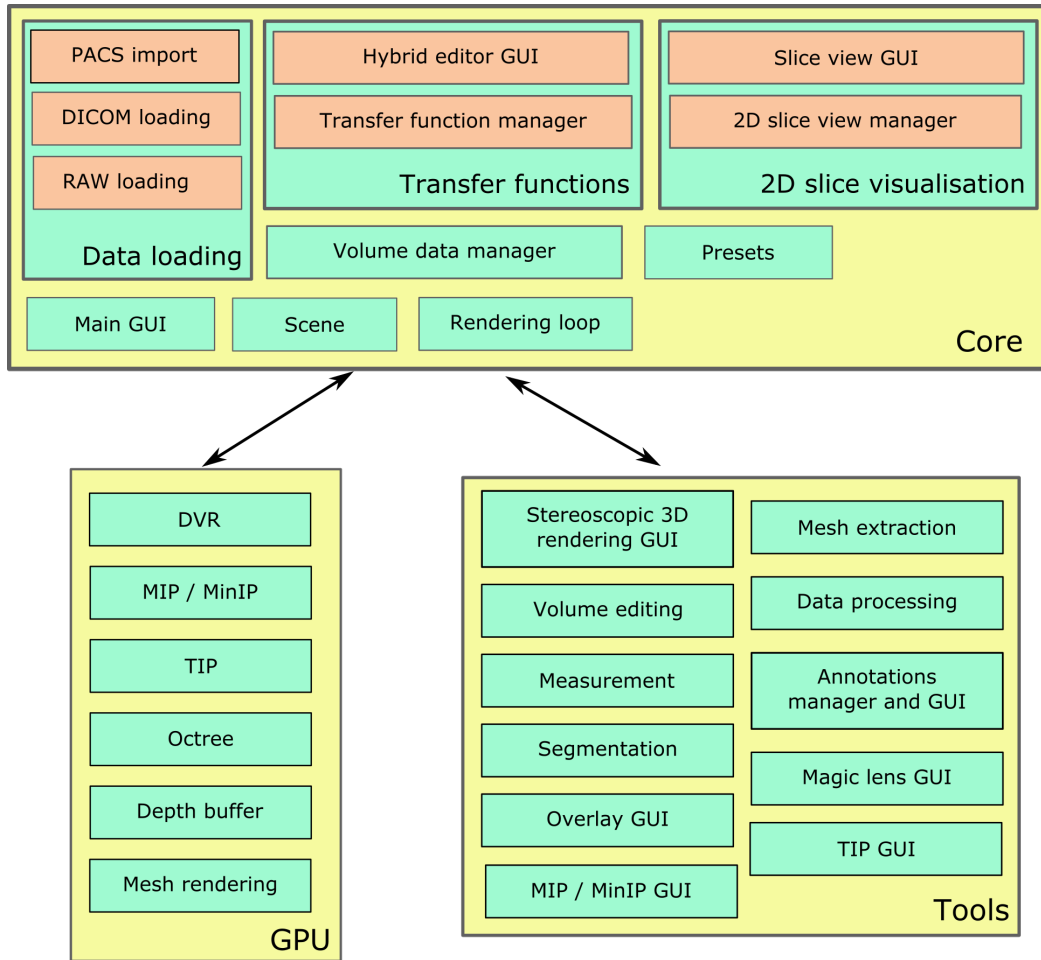 PACS import
DICOM loading
RAW loading
Data loading
Hybrid editor GUI
Transfer function manager
Transfer functions
Slice view GUI
2D slice view manager
2D slice visualisation
Volume data manager
Presets
Main GUI
Scene
Rendering loop
Core
DVR
MIP / MinIP
TIP
Octree
Depth buffer
Mesh rendering
GPU
Stereoscopic 3D
rendering GUI
Volume editing
Measurement
Segmentation
Overlay GUI
MIP / MinIP GUI
Mesh extraction
Data processing
Annotations
manager and GUI
Magic lens GUI
TIP GUI
Tools